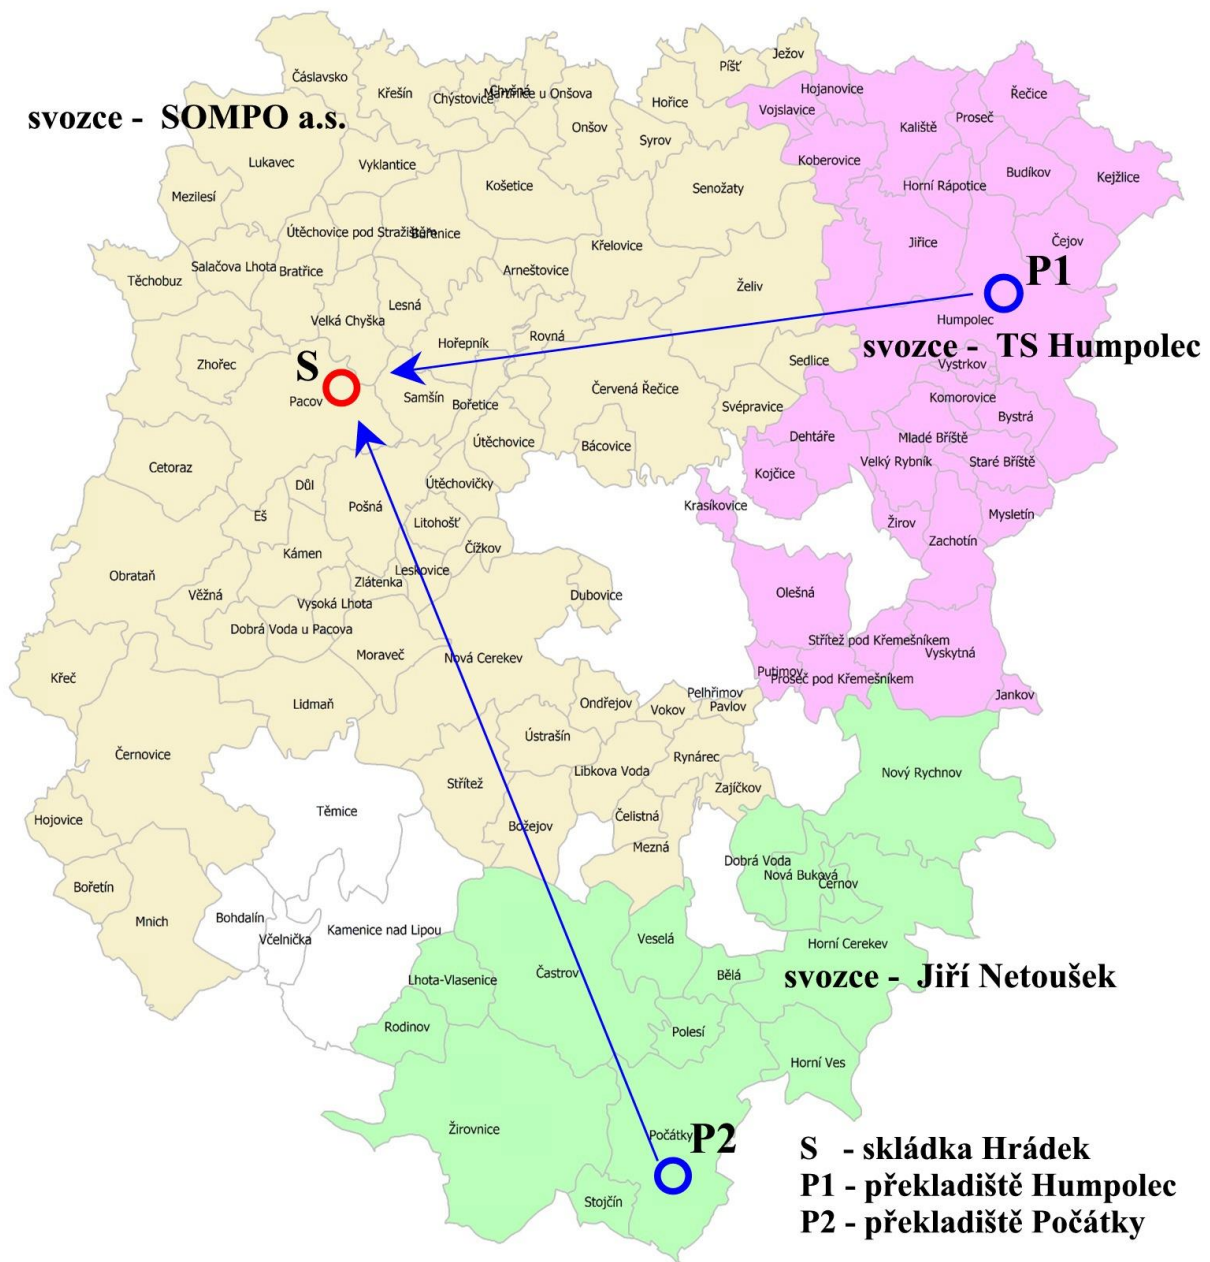 Čáslavsko
Křešín
Chýstovice
Chyšná
Martinice u Onšova
Onšov
Hořice
Píšť
Ježov
Syrov
Hojanovice
Vojslavice
Kaliště
Proseč
Řečice
svozce - SOMPO a.s.
Lukavec
Vyklantice
Košetice
Senožaty
Koberovice
Horní Rápotice
Budíkov
Kejžlice
Mezilesí
Útěchovice pod Stražištěm
Buřenice
Křelovice
Jiřice
Čejov
Těchobuz
Salačova Lhota
Bratřice
Arneštovice
Želiv
P1
Lesná
Velká Chyška
Hořepník
Rovná
Humpolec
svozce - TS Humpolec
Zhořec
S
Pacov
Samšín
Bořetice
Červená Řečice
Sedlice
Svépravice
Vystrkov
Komorovice
Bystrá
Cetoraz
Útěchovice
Bácovice
Dehtáře
Mladé Bříště
Velký Rybník
Staré Bříště
Kojčice
Důl
Eš
Pošná
Útěchovičky
Litohošť
Čížkov
Krasíkovice
Žirov
Mysletín
Zachotín
Obrataň
Kámen
Věžná
Zlátenka
Leskovice
Vysoká Lhota
Dobrá Voda u Pacova
Dubovice
Olešná
Střítež pod Křemešníkem
Vyskytná
Moraveč
Nová Cerekev
Putimov
Proseč pod Křemešníkem
Jankov
Křeč
Lidmaň
Ondřejov
Vokov
Pelhřimov
Pavlov
Černovice
Ústrašín
Rynárec
Libkova Voda
Nový Rychnov
Střítež
Zajíčkov
Hojovice
Těmice
Božejov
Čelistná
Mezná
Dobrá Voda
Nová Buková
Černov
Bořetín
Mnich
Bohdalín
Včelnička
Kamenice nad Lipou
Veselá
Horní Cerekev
Lhota-Vlasenice
Častrov
Bělá
svozce - Jiří Netoušek
Rodinov
Polesí
Horní Ves
Žirovnice
Počátky
P2
Stojčín
S - skládka Hrádek
P1 - překladiště Humpolec
P2 - překladiště Počátky